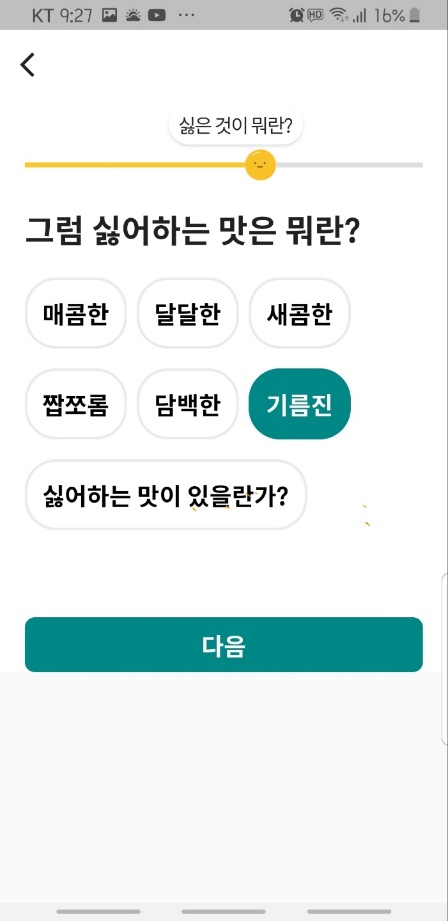 KT 9:27 HD 16%
싫은 것이 뭐란?
그럼 싫어하는 맛은 뭐란?
매콤한 달달한 새콤한
짭쪼롬 담백한 기름진
싫어하는 맛이 있을란가?
다음